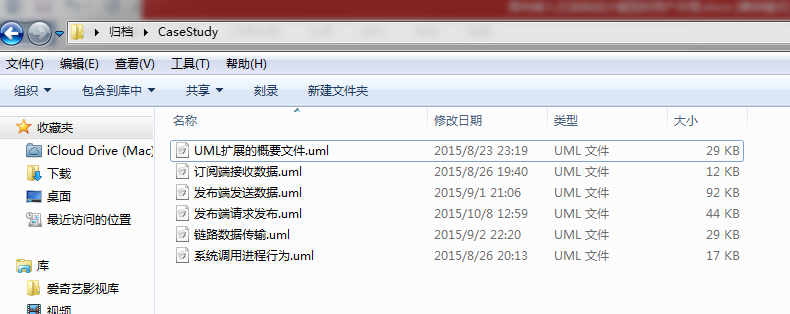 归档 ▸ CaseStudy
文件(F) 编辑(E) 查看(V) 工具(T) 帮助(H)
组织 包含到库中 共享 刻录 新建文件夹
收藏夹
iCloud Drive (Mac)
下载
桌面
最近访问的位置
库
爱奇艺影视库
视频
名称 修改日期 类型 大小
UML扩展的概要文件.uml 2015/8/23 23:19 UML 文件 29 KB
订阅端接收数据.uml 2015/8/26 19:40 UML 文件 12 KB
发布端发送数据.uml 2015/9/1 21:06 UML 文件 92 KB
发布端请求发布.uml 2015/10/8 12:59 UML 文件 44 KB
链路数据传输.uml 2015/9/2 22:20 UML 文件 29 KB
系统调用进程行为.uml 2015/8/26 20:13 UML 文件 17 KB